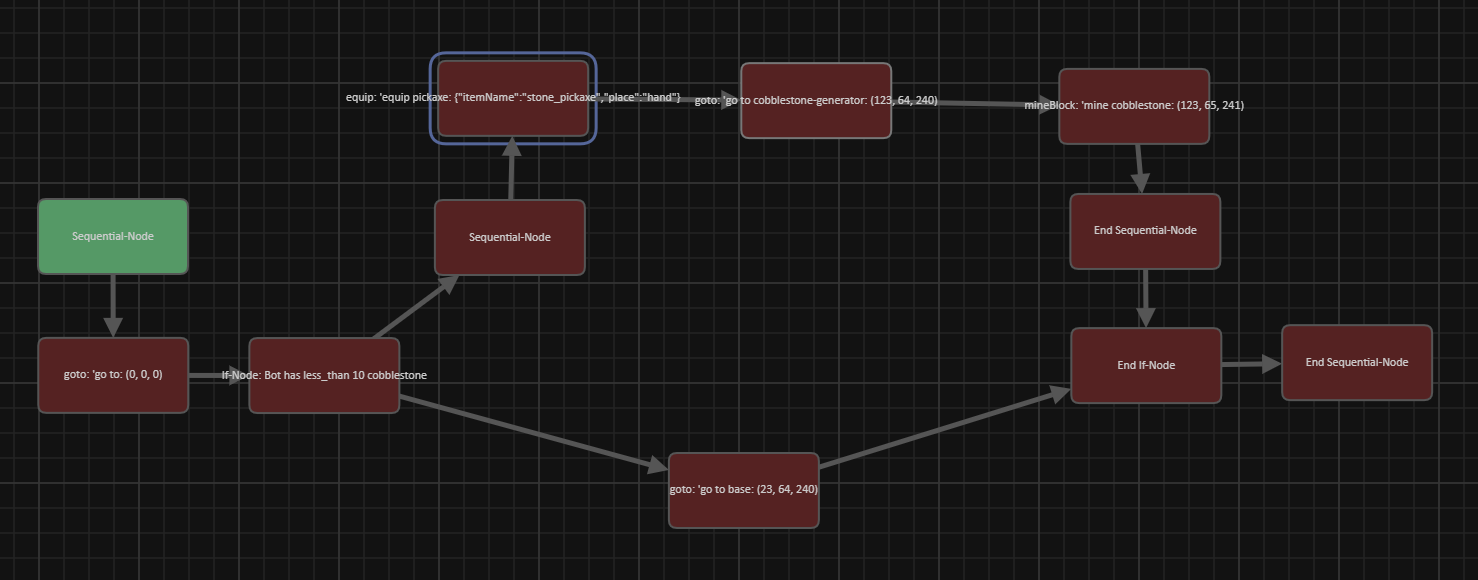 equip: 'equip pickaxe: {"itemName":"stone_pickaxe","place":"hand"}
goto: 'go to cobblestone-generator: (123, 64, 240)
mineBlock: 'mine cobblestone: (123, 65, 241)
Sequential-Node
Sequential-Node
End Sequential-Node
goto: 'go to: (0, 0, 0)
If-Node: Bot has less_than 10 cobblestone
End If-Node
End Sequential-Node
goto: 'go to base: (23, 64, 240)